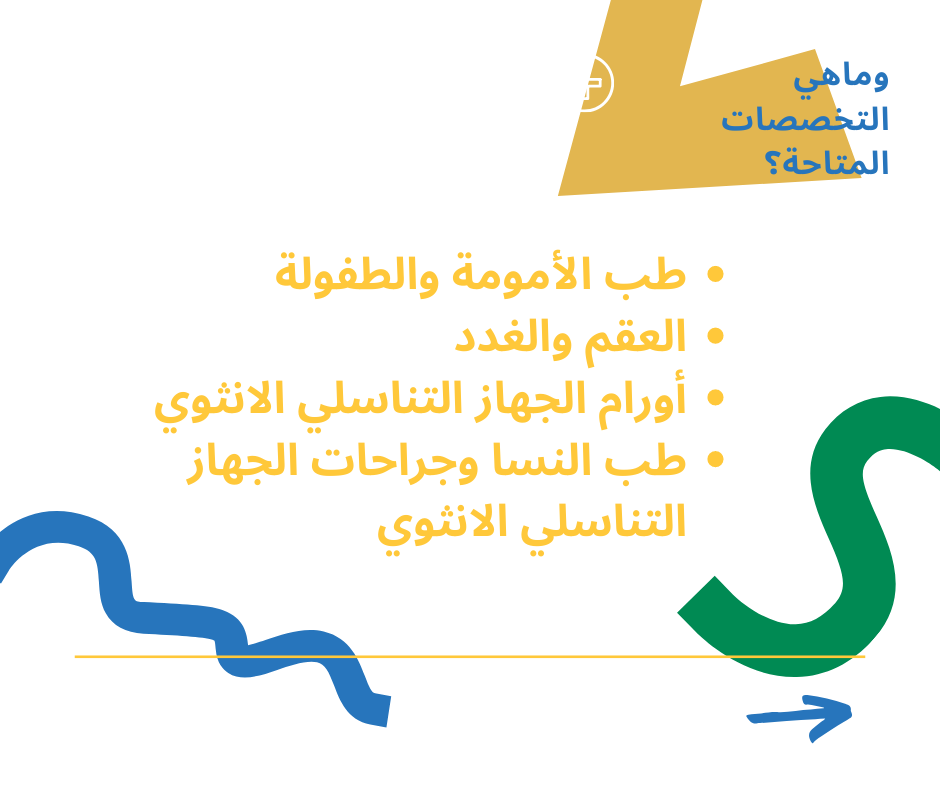 وماهي
التخصصات
المتاحة؟
• طب الأمومة والطفولة
• العقم والغدد
• أورام الجهاز التناسلي الانثوي
• طب النسا وجراحات الجهاز
التناسلي الانثوي